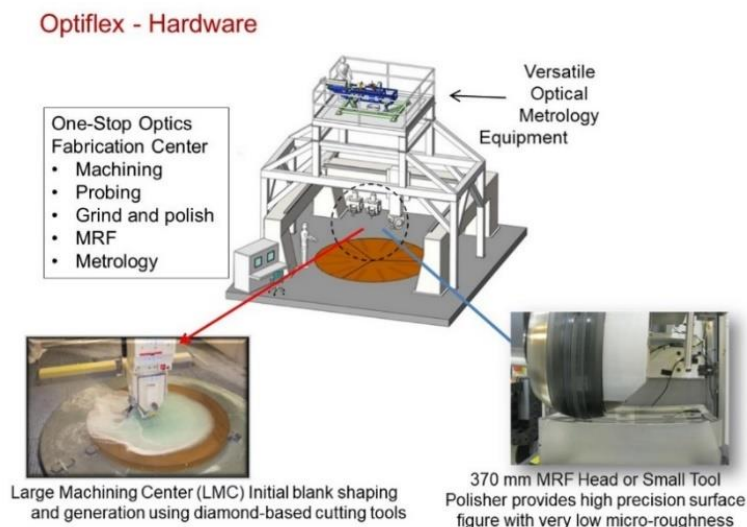 Optiflex - Hardware
One-Stop Optics
Fabrication Center
• Machining
• Probing
• Grind and polish
• MRF
• Metrology
Versatile
Optical
Metrology
Equipment
Large Machining Center (LMC) Initial blank shaping
and generation using diamond-based cutting tools
370 mm MRF Head or Small Tool
Polisher provides high precision surface
figure with very low micro-roughness